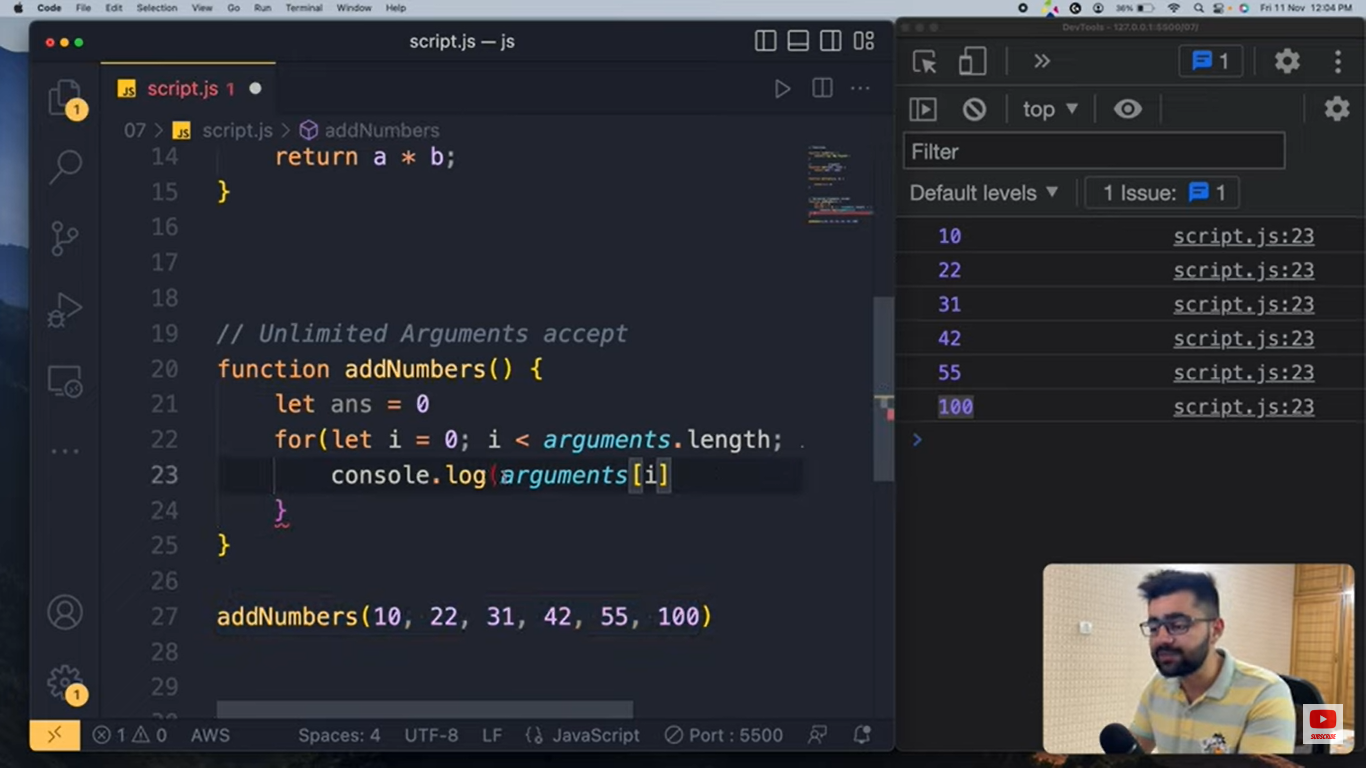 Code File Edit Selection View Go Run Terminal Window Help 36% Fri 11 Nov 12:04 PM
script.js — js
DevTools - 127.0.0.1:5500/07/
JS script.js 1
07 > JS script.js > addNumbers
14 return a * b;
15 }
16
17
18
19 // Unlimited Arguments accept
20 function addNumbers() {
21 let ans = 0
22 for(let i = 0; i < arguments.length;
23 console.log(arguments[i]
24 }
25 }
26
27 addNumbers(10, 22, 31, 42, 55, 100)
28
29
1
1
1 0 AWS Spaces: 4 UTF-8 LF {} JavaScript Port : 5500
1
top
Filter
Default levels 1 Issue: 1
10 script.js:23
22 script.js:23
31 script.js:23
42 script.js:23
55 script.js:23
100 script.js:23
>
SUBSCRIBE